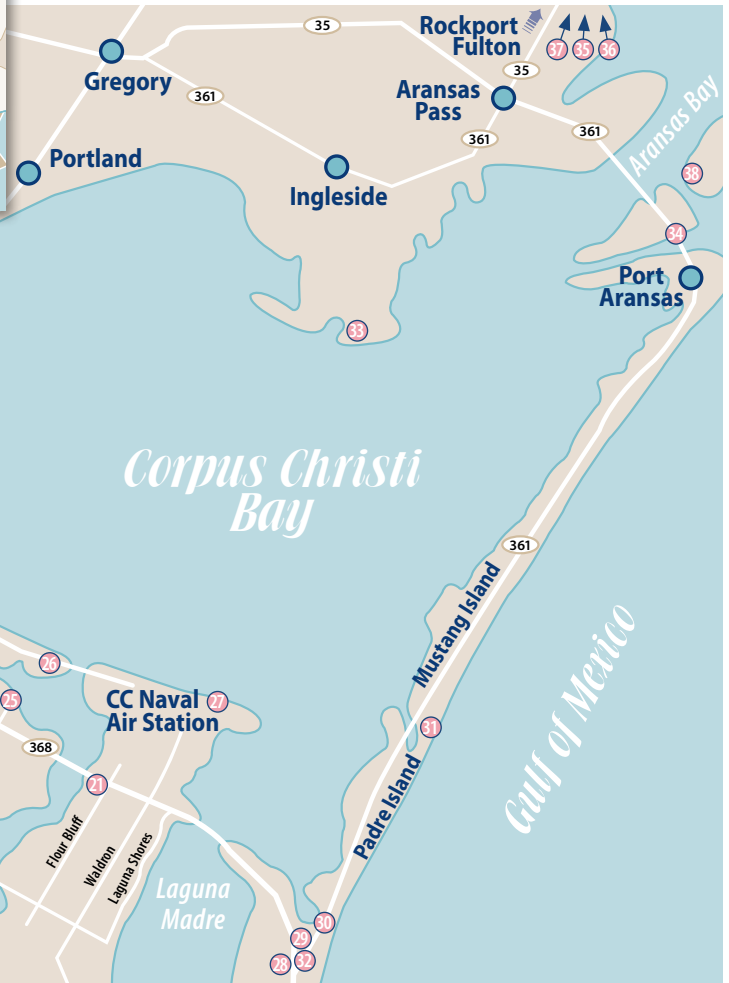 35
Rockport
Fulton
37
35
36
Gregory
35
361
Aransas
Pass
361
361
Aransas Bay
Portland
Ingleside
38
34
Port
Aransas
33
Corpus Christi
Bay
361
Mustang Island
Gulf of Mexico
26
25
CC Naval
Air Station
27
368
31
21
Padre Island
Flour Bluff
Waldron
Laguna Shores
Laguna
Madre
30
29
28
32